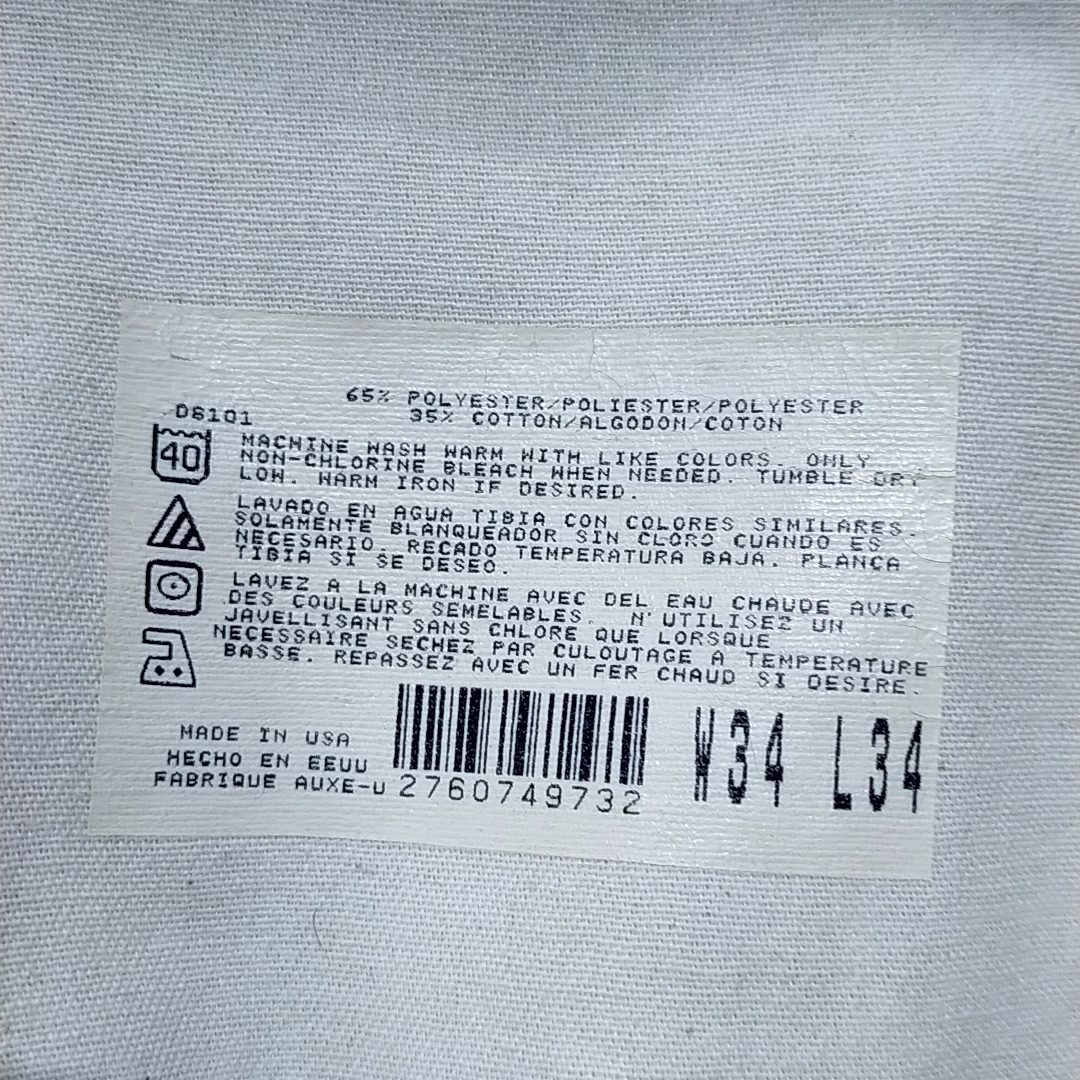 65% POLYESTER/POLIESTER/POLYESTER
35% COTTON/ALGODON/COTON
DS101
40
MACHINE WASH WARM WITH LIKE COLORS. ONLY
NON-CHLORINE BLEACH WHEN NEEDED. TUMBLE DRY
LOW. WARM IRON IF DESIRED.
LAVADO EN AGUA TIBIA CON COLORES SIMILARES.
SOLAMENTE BLANQUEADOR SIN CLORO CUANDO ES
NECESARIO. RECADO TEMPERATURA BAJA. PLANCA
TIBIA SI SE DESEO.
LAVEZ A LA MACHINE AVEC DEL EAU CHAUDE AVEC
DES COULEURS SEMELABLES. N'UTILISEZ UN
JAVELLISANT SANS CHLORE QUE LORSQUE
NECESSAIRE SECHEZ PAR CULOUTAGE A TEMPERATURE
BASSE. REPASSEZ AVEC UN FER CHAUD SI DESIRE.
MADE IN USA
HECHO EN EEUU
FABRIQUE AUXE-U
2760749732
W34 L34